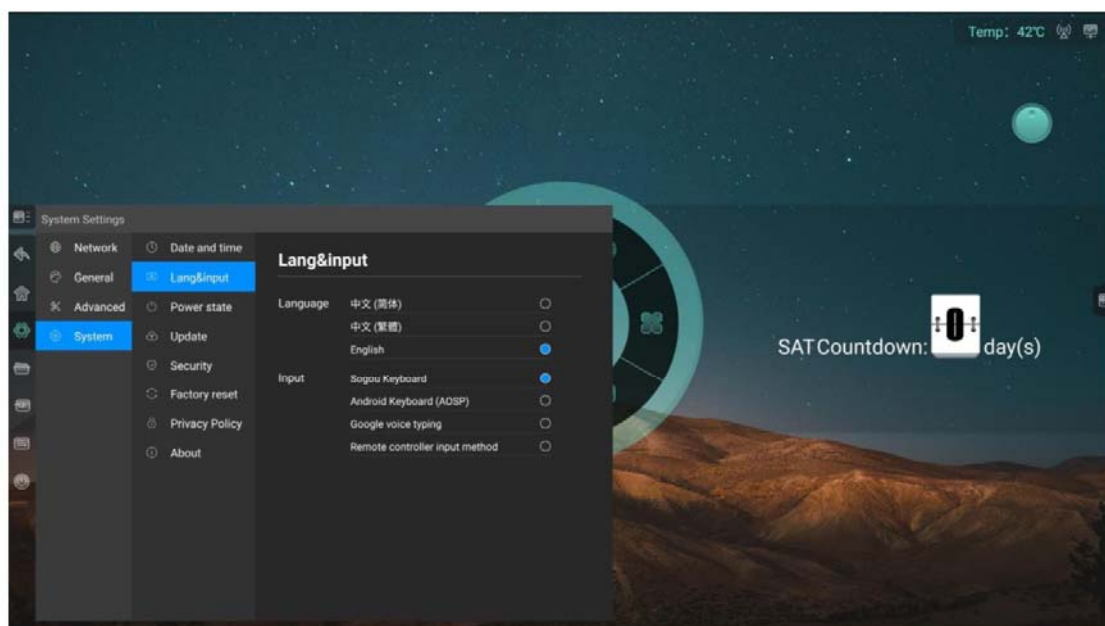 Temp: 42℃
System Settings
Network
General
Advanced
System
Date and time
Lang&input
Power state
Update
Security
Factory reset
Privacy Policy
About
Lang&input
Language
中文 (简体)
中文 (繁體)
English
Input
Sogou Keyboard
Android Keyboard (AOSP)
Google voice typing
Remote controller input method
SAT Countdown: 0 day(s)